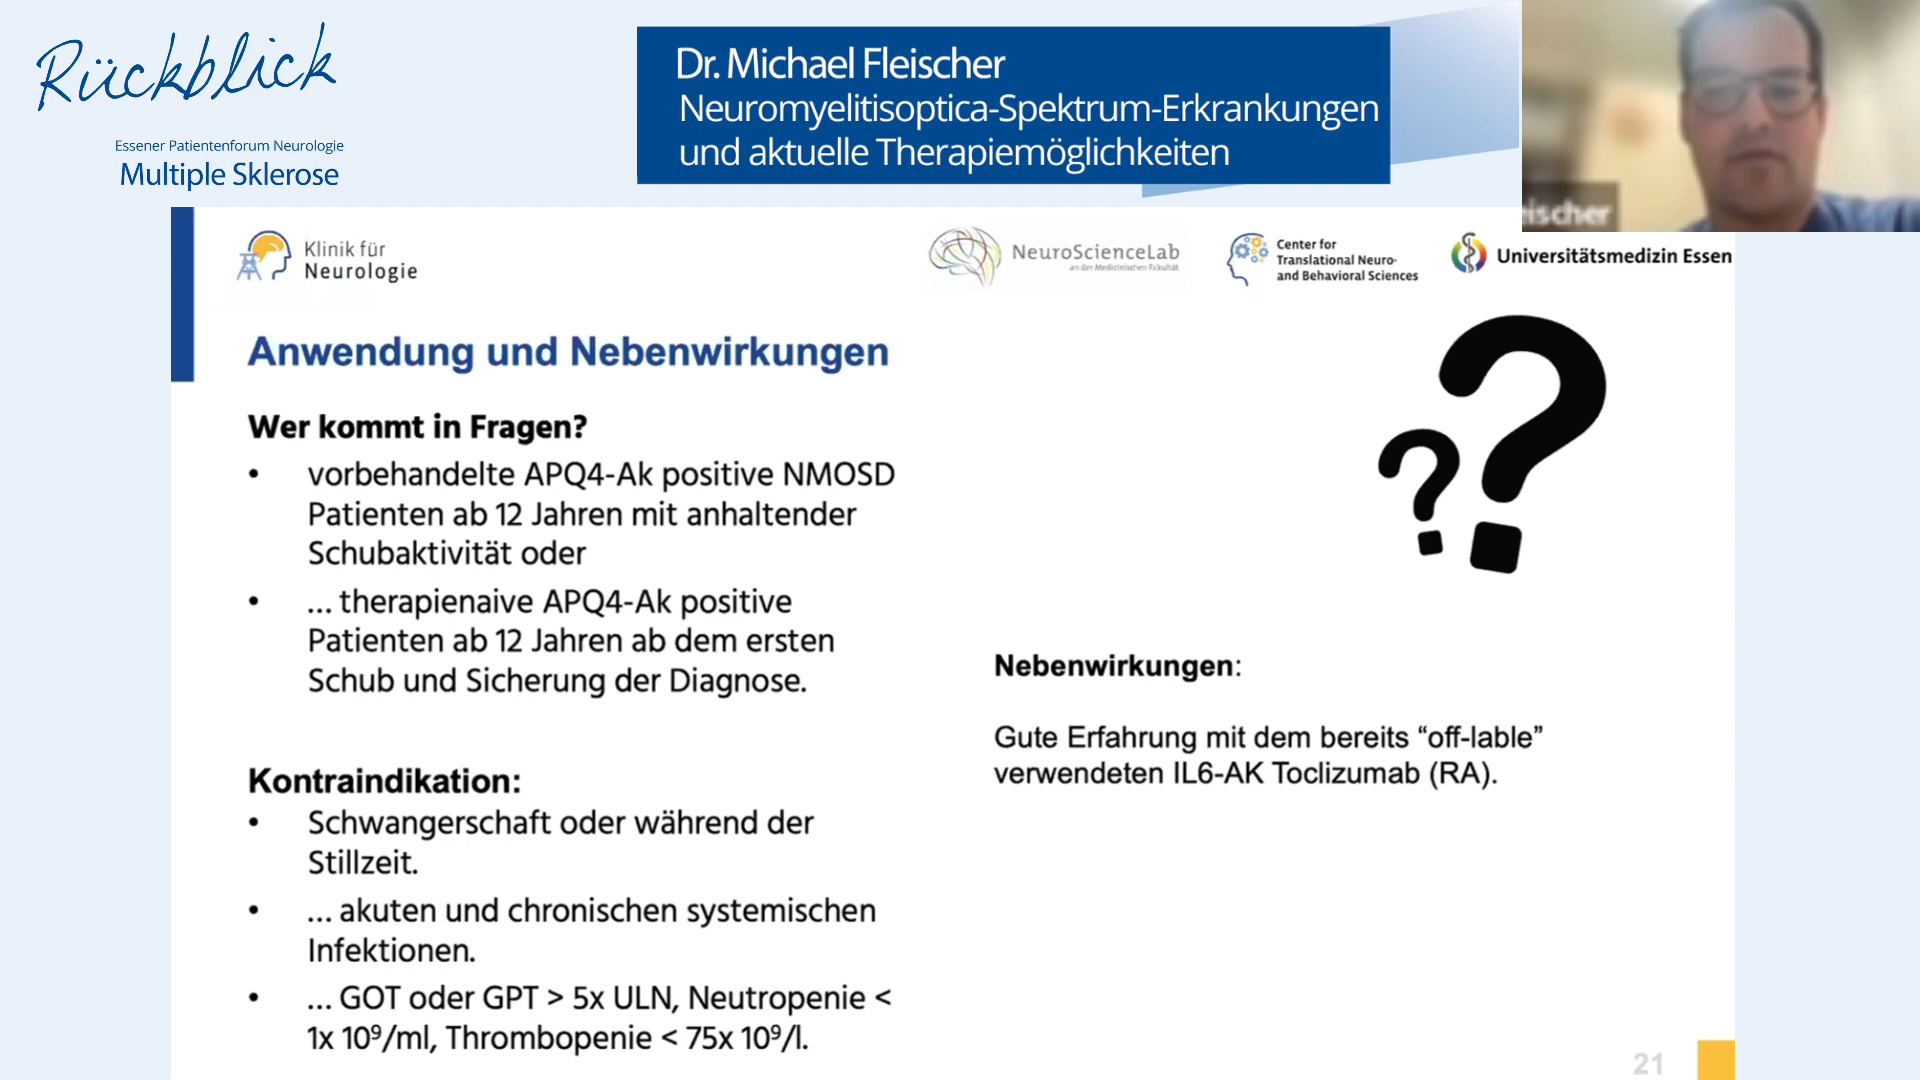 Rückblick
Essener Patientenforum Neurologie
Multiple Sklerose
Dr. Michael Fleischer
Neuromyelitisoptica-Spektrum-Erkrankungen
und aktuelle Therapiemöglichkeiten
ischer
Klinik für
Neurologie
NeuroScienceLab
an der Medizinischen Fakultät
Center for
Translational Neuro-
and Behavioral Sciences
Universitätsmedizin Essen
Anwendung und Nebenwirkungen
Wer kommt in Fragen?
• vorbehandelte APQ4-Ak positive NMOSD
Patienten ab 12 Jahren mit anhaltender
Schubaktivität oder
• ... therapienaive APQ4-Ak positive
Patienten ab 12 Jahren ab dem ersten
Schub und Sicherung der Diagnose.
Kontraindikation:
• Schwangerschaft oder während der
Stillzeit.
• ... akuten und chronischen systemischen
Infektionen.
• ... GOT oder GPT > 5x ULN, Neutropenie <
1x 10⁹/ml, Thrombopenie < 75x 10⁹/l.
??
Nebenwirkungen:
Gute Erfahrung mit dem bereits “off-lable”
verwendeten IL6-AK Toclizumab (RA).
21